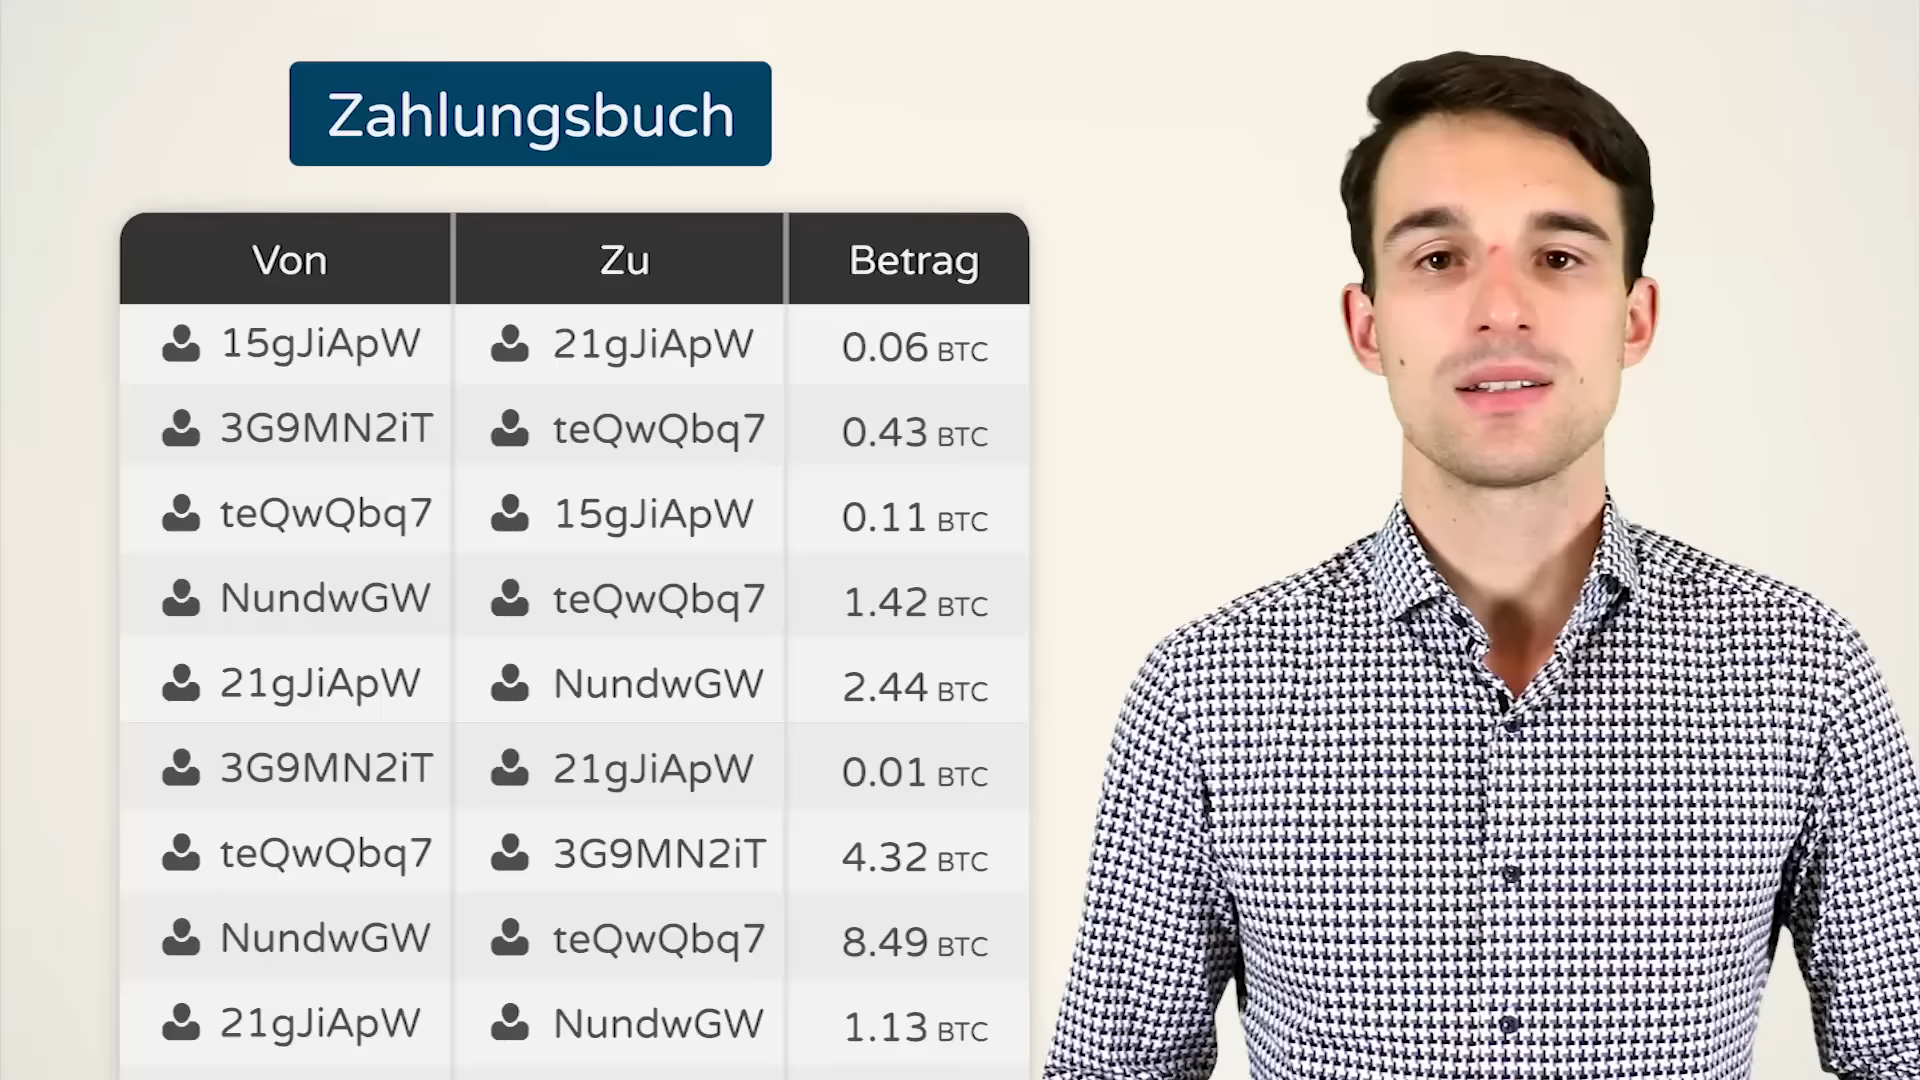 Zahlungsbuch
Von Zu Betrag
15gJiApW 21gJiApW 0.06 BTC
3G9MN2iT teQwQbq7 0.43 BTC
teQwQbq7 15gJiApW 0.11 BTC
NundwGW teQwQbq7 1.42 BTC
21gJiApW NundwGW 2.44 BTC
3G9MN2iT 21gJiApW 0.01 BTC
teQwQbq7 3G9MN2iT 4.32 BTC
NundwGW teQwQbq7 8.49 BTC
21gJiApW NundwGW 1.13 BTC